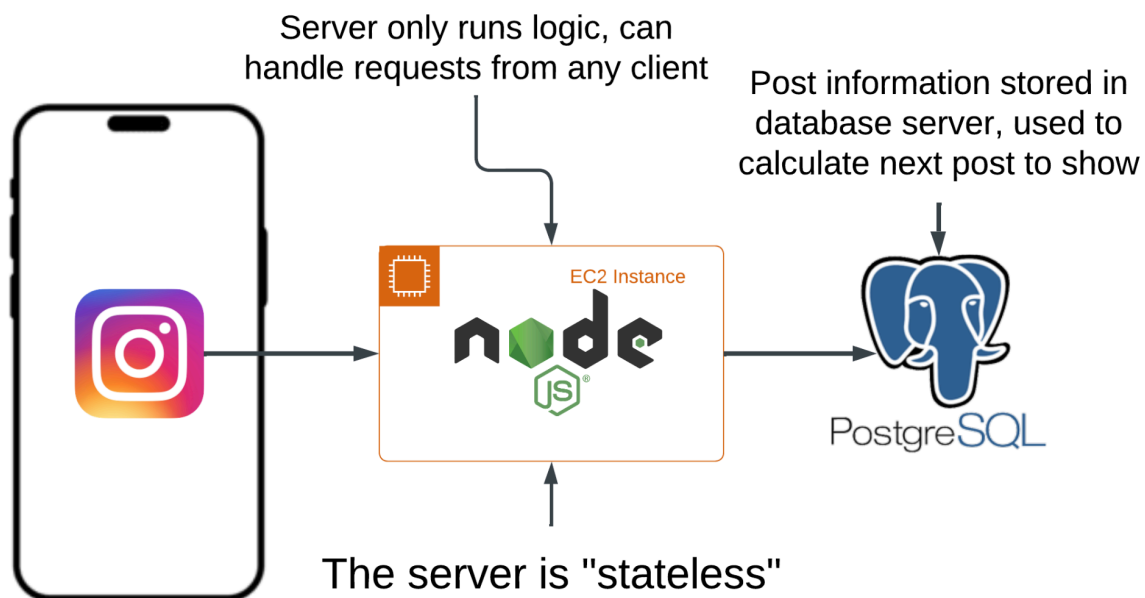 Server only runs logic, can
handle requests from any client
Post information stored in
database server, used to
calculate next post to show
EC2 Instance
node
JS®
PostgreSQL
The server is "stateless"